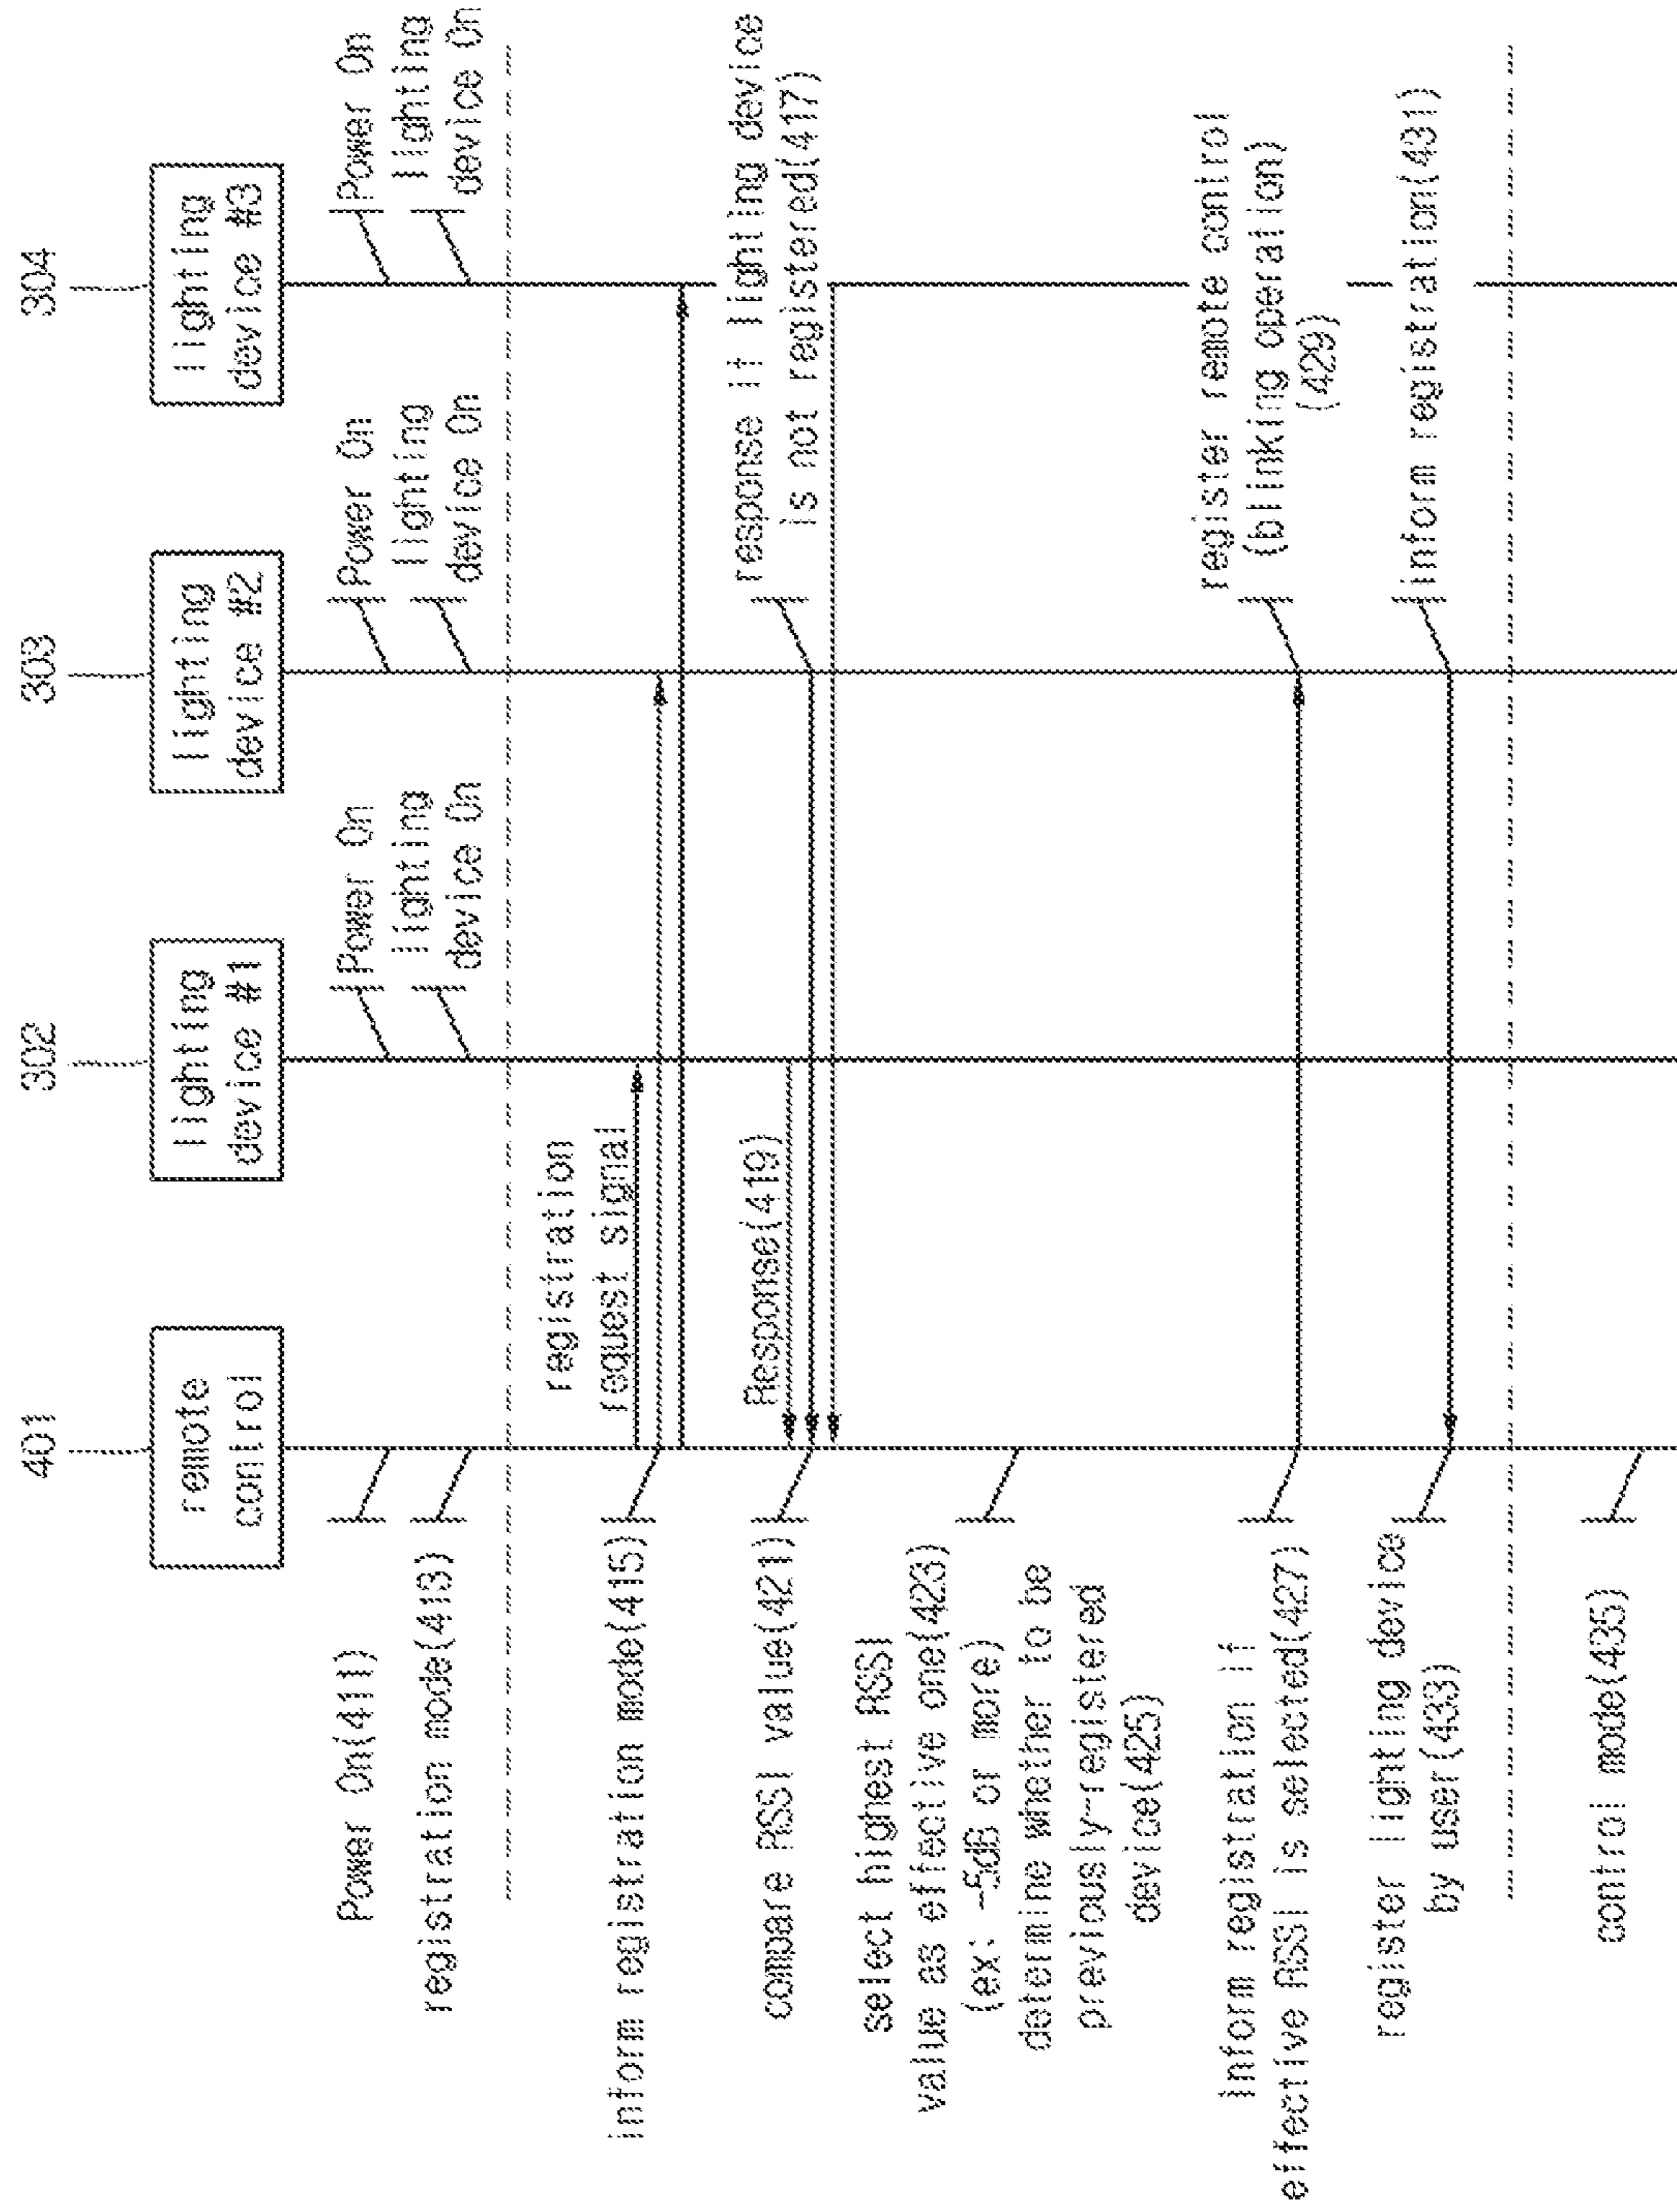 401
302
303
304
remote
control
lighting
device #1
lighting
device #2
lighting
device #3
Power On(411)
registration mode(413)
Power On
lighting
device On
Power On
lighting
device On
Power On
lighting
device On
registration
request signal
inform registration mode(415)
Response(419)
response if lighting device
is not registered(417)
compare RSSI value(421)
select highest RSSI
value as effective one(423)
(ex: -5dB or more)
determine whether to be
previously-registered
device(425)
inform registration if
effective RSSI is selected(427)
register remote control
(blinking operation)
(429)
register lighting device
by user(433)
inform registration(431)
control mode(435)